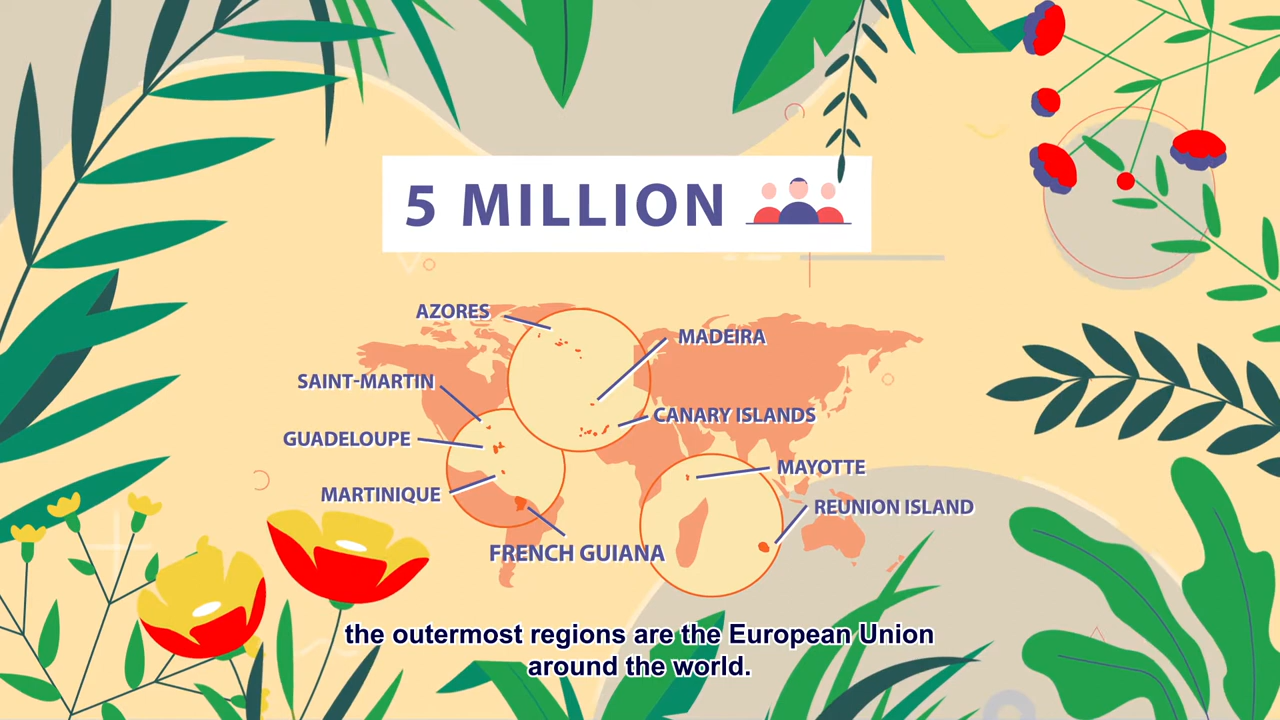 5 MILLION
AZORES
MADEIRA
SAINT-MARTIN
CANARY ISLANDS
GUADELOUPE
MAYOTTE
MARTINIQUE
REUNION ISLAND
FRENCH GUIANA
the outermost regions are the European Union
around the world.